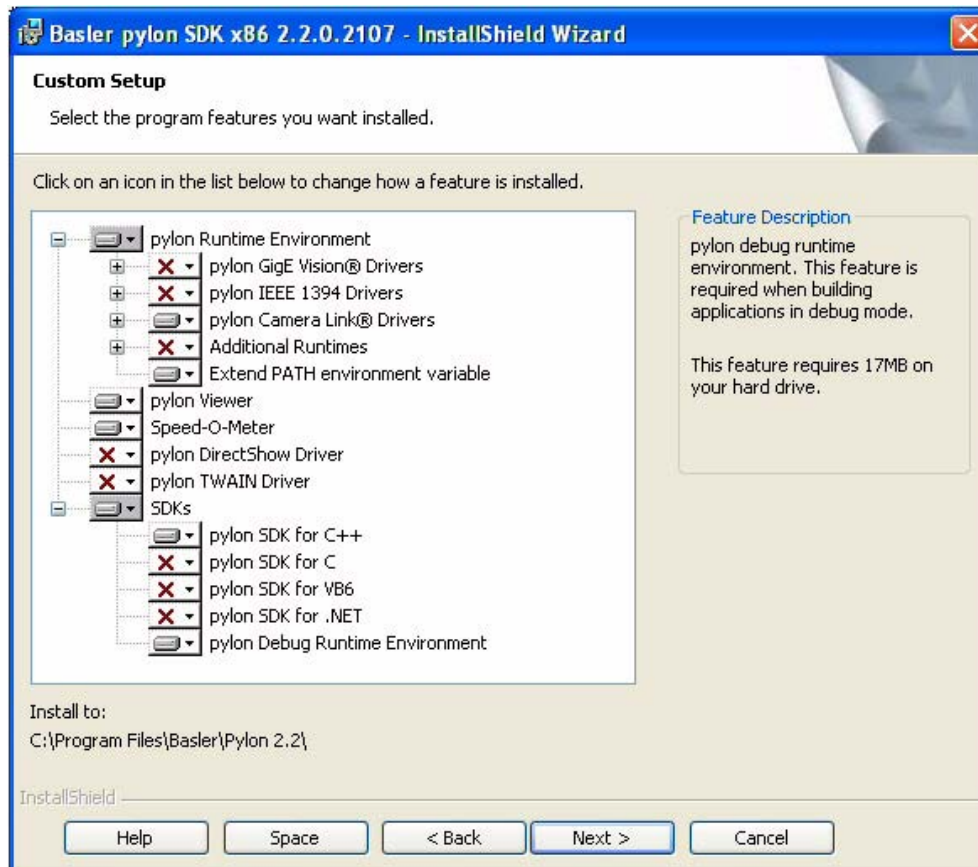 Basler pylon SDK x86 2.2.0.2107 - InstallShield Wizard
Custom Setup
Select the program features you want installed.
Click on an icon in the list below to change how a feature is installed.
pylon Runtime Environment
pylon GigE Vision® Drivers
pylon IEEE 1394 Drivers
pylon Camera Link® Drivers
Additional Runtimes
Extend PATH environment variable
pylon Viewer
Speed-O-Meter
pylon DirectShow Driver
pylon TWAIN Driver
SDKs
pylon SDK for C++
pylon SDK for C
pylon SDK for VB6
pylon SDK for .NET
pylon Debug Runtime Environment
Feature Description
pylon debug runtime
environment. This feature is
required when building
applications in debug mode.
This feature requires 17MB on
your hard drive.
Install to:
C:\Program Files\Basler\Pylon 2.2\
InstallShield
Help
Space
< Back
Next >
Cancel